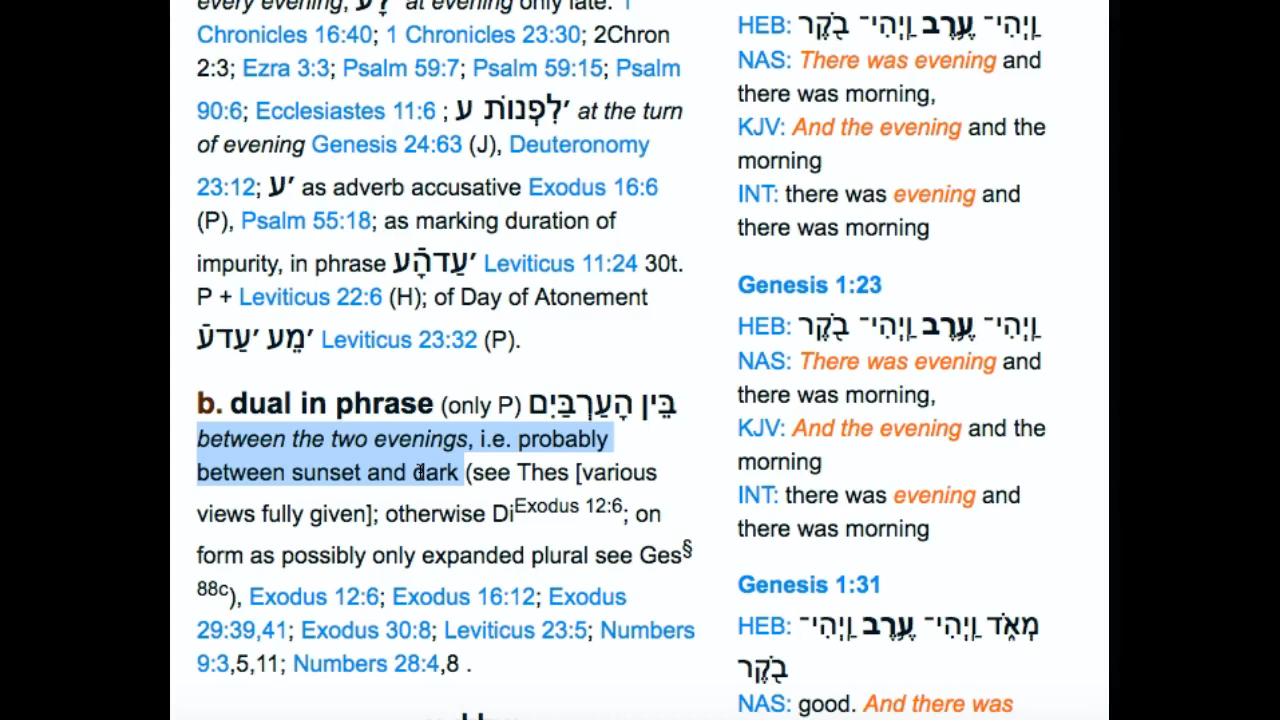 every evening, לָ֫ע׳ at evening only late. 1
Chronicles 16:40; 1 Chronicles 23:30; 2Chron
2:3; Ezra 3:3; Psalm 59:7; Psalm 59:15; Psalm
90:6; Ecclesiastes 11:6 ; לִפְנוֺת ע׳ at the turn
of evening Genesis 24:63 (J), Deuteronomy
23:12; ע׳ as adverb accusative Exodus 16:6
(P), Psalm 55:18; as marking duration of
impurity, in phrase עַדהָֿע׳ Leviticus 11:24 30t.
P + Leviticus 22:6 (H); of Day of Atonement
מֵע׳ עַדעֿ׳ Leviticus 23:32 (P).
b. dual in phrase (only P) בֵּין הָעַרְבַּיִם
between the two evenings, i.e. probably
between sunset and dark (see Thes [various
views fully given]; otherwise Di Exodus 12:6; on
form as possibly only expanded plural see Ges§
88c), Exodus 12:6; Exodus 16:12; Exodus
29:39,41; Exodus 30:8; Leviticus 23:5; Numbers
9:3,5,11; Numbers 28:4,8 .
HEB: וַֽיְהִי־ עֶ֥רֶב וַֽיְהִי־ בֹ֖קֶר
NAS: There was evening and
there was morning,
KJV: And the evening and the
morning
INT: there was evening and
there was morning
Genesis 1:23
HEB: וַֽיְהִי־ עֶ֥רֶב וַֽיְהִי־ בֹ֖קֶר
NAS: There was evening and
there was morning,
KJV: And the evening and the
morning
INT: there was evening and
there was morning
Genesis 1:31
HEB: מְאֹ֑ד וַֽיְהִי־ עֶ֥רֶב וַֽיְהִי־
בֹ֖קֶר
NAS: good. And there was